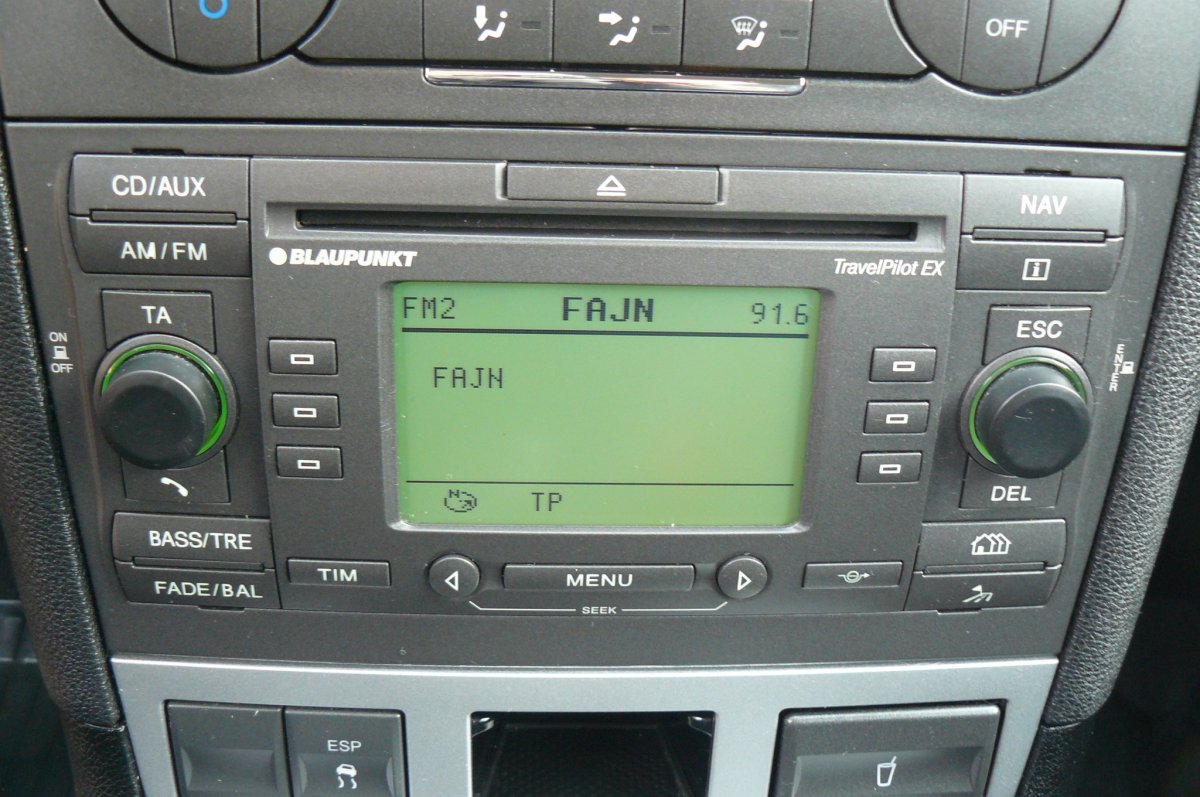 OFF
CD/AUX
NAV
AM/FM
BLAUPUNKT
TravelPilot EX
FM2 FAJN 91.6
TA
ESC
ON
OFF
ENTER
FAJN
N
TP
DEL
BASS/TRE
TIM
MENU
FADE/BAL
SEEK
ESP